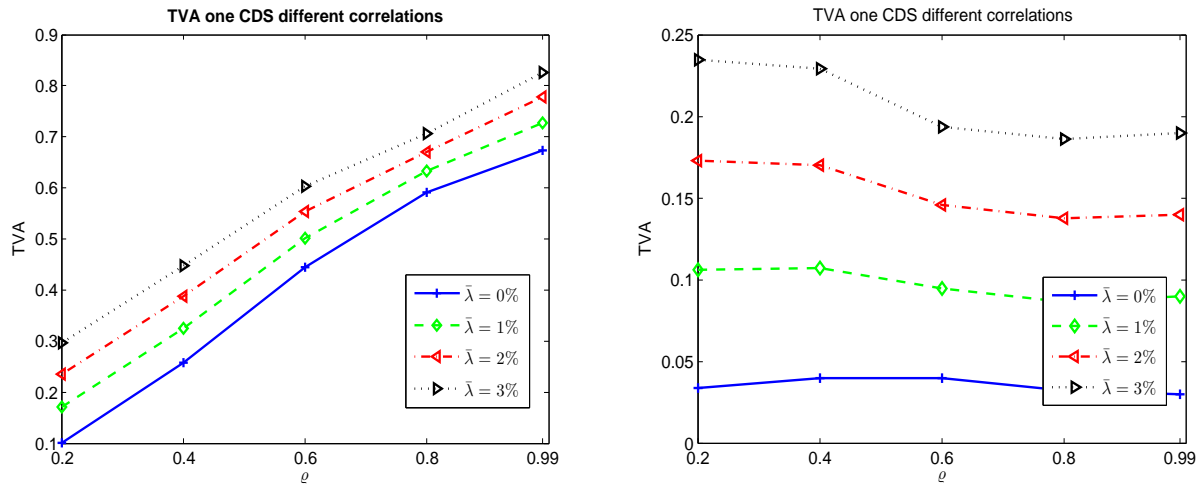 TVA one CDS different correlations
TVA
0.9
0.8
0.7
0.6
0.5
0.4
0.3
0.2
0.1
0.2
0.4
0.6
0.8
0.99
ϱ
λ̄ = 0%
λ̄ = 1%
λ̄ = 2%
λ̄ = 3%
TVA one CDS different correlations
TVA
0.25
0.2
0.15
0.1
0.05
0
0.2
0.4
0.6
0.8
0.99
ϱ
λ̄ = 0%
λ̄ = 1%
λ̄ = 2%
λ̄ = 3%